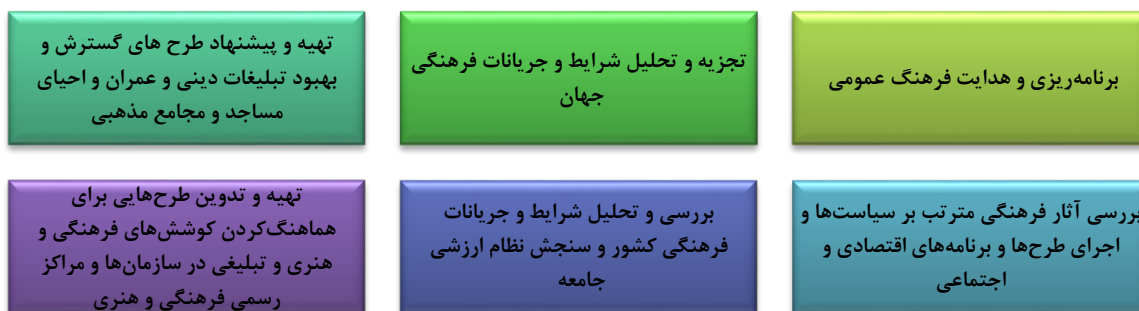 برنامه‌ریزی و هدایت فرهنگ عمومی
تجزیه و تحلیل شرایط و جریانات فرهنگی
جهان
تهیه و پیشنهاد طرح های گسترش و
بهبود تبلیغات دینی و عمران و احیای
مساجد و مجامع مذهبی
بررسی آثار فرهنگی مترتب بر سیاست‌ها و
اجرای طرح‌ها و برنامه‌های اقتصادی و
اجتماعی
بررسی و تحلیل شرایط و جریانات
فرهنگی کشور و سنجش نظام ارزشی
جامعه
تهیه و تدوین طرح‌هایی برای
هماهنگ‌کردن کوشش‌های فرهنگی و
هنری و تبلیغی در سازمان‌ها و مراکز
رسمی فرهنگی و هنری